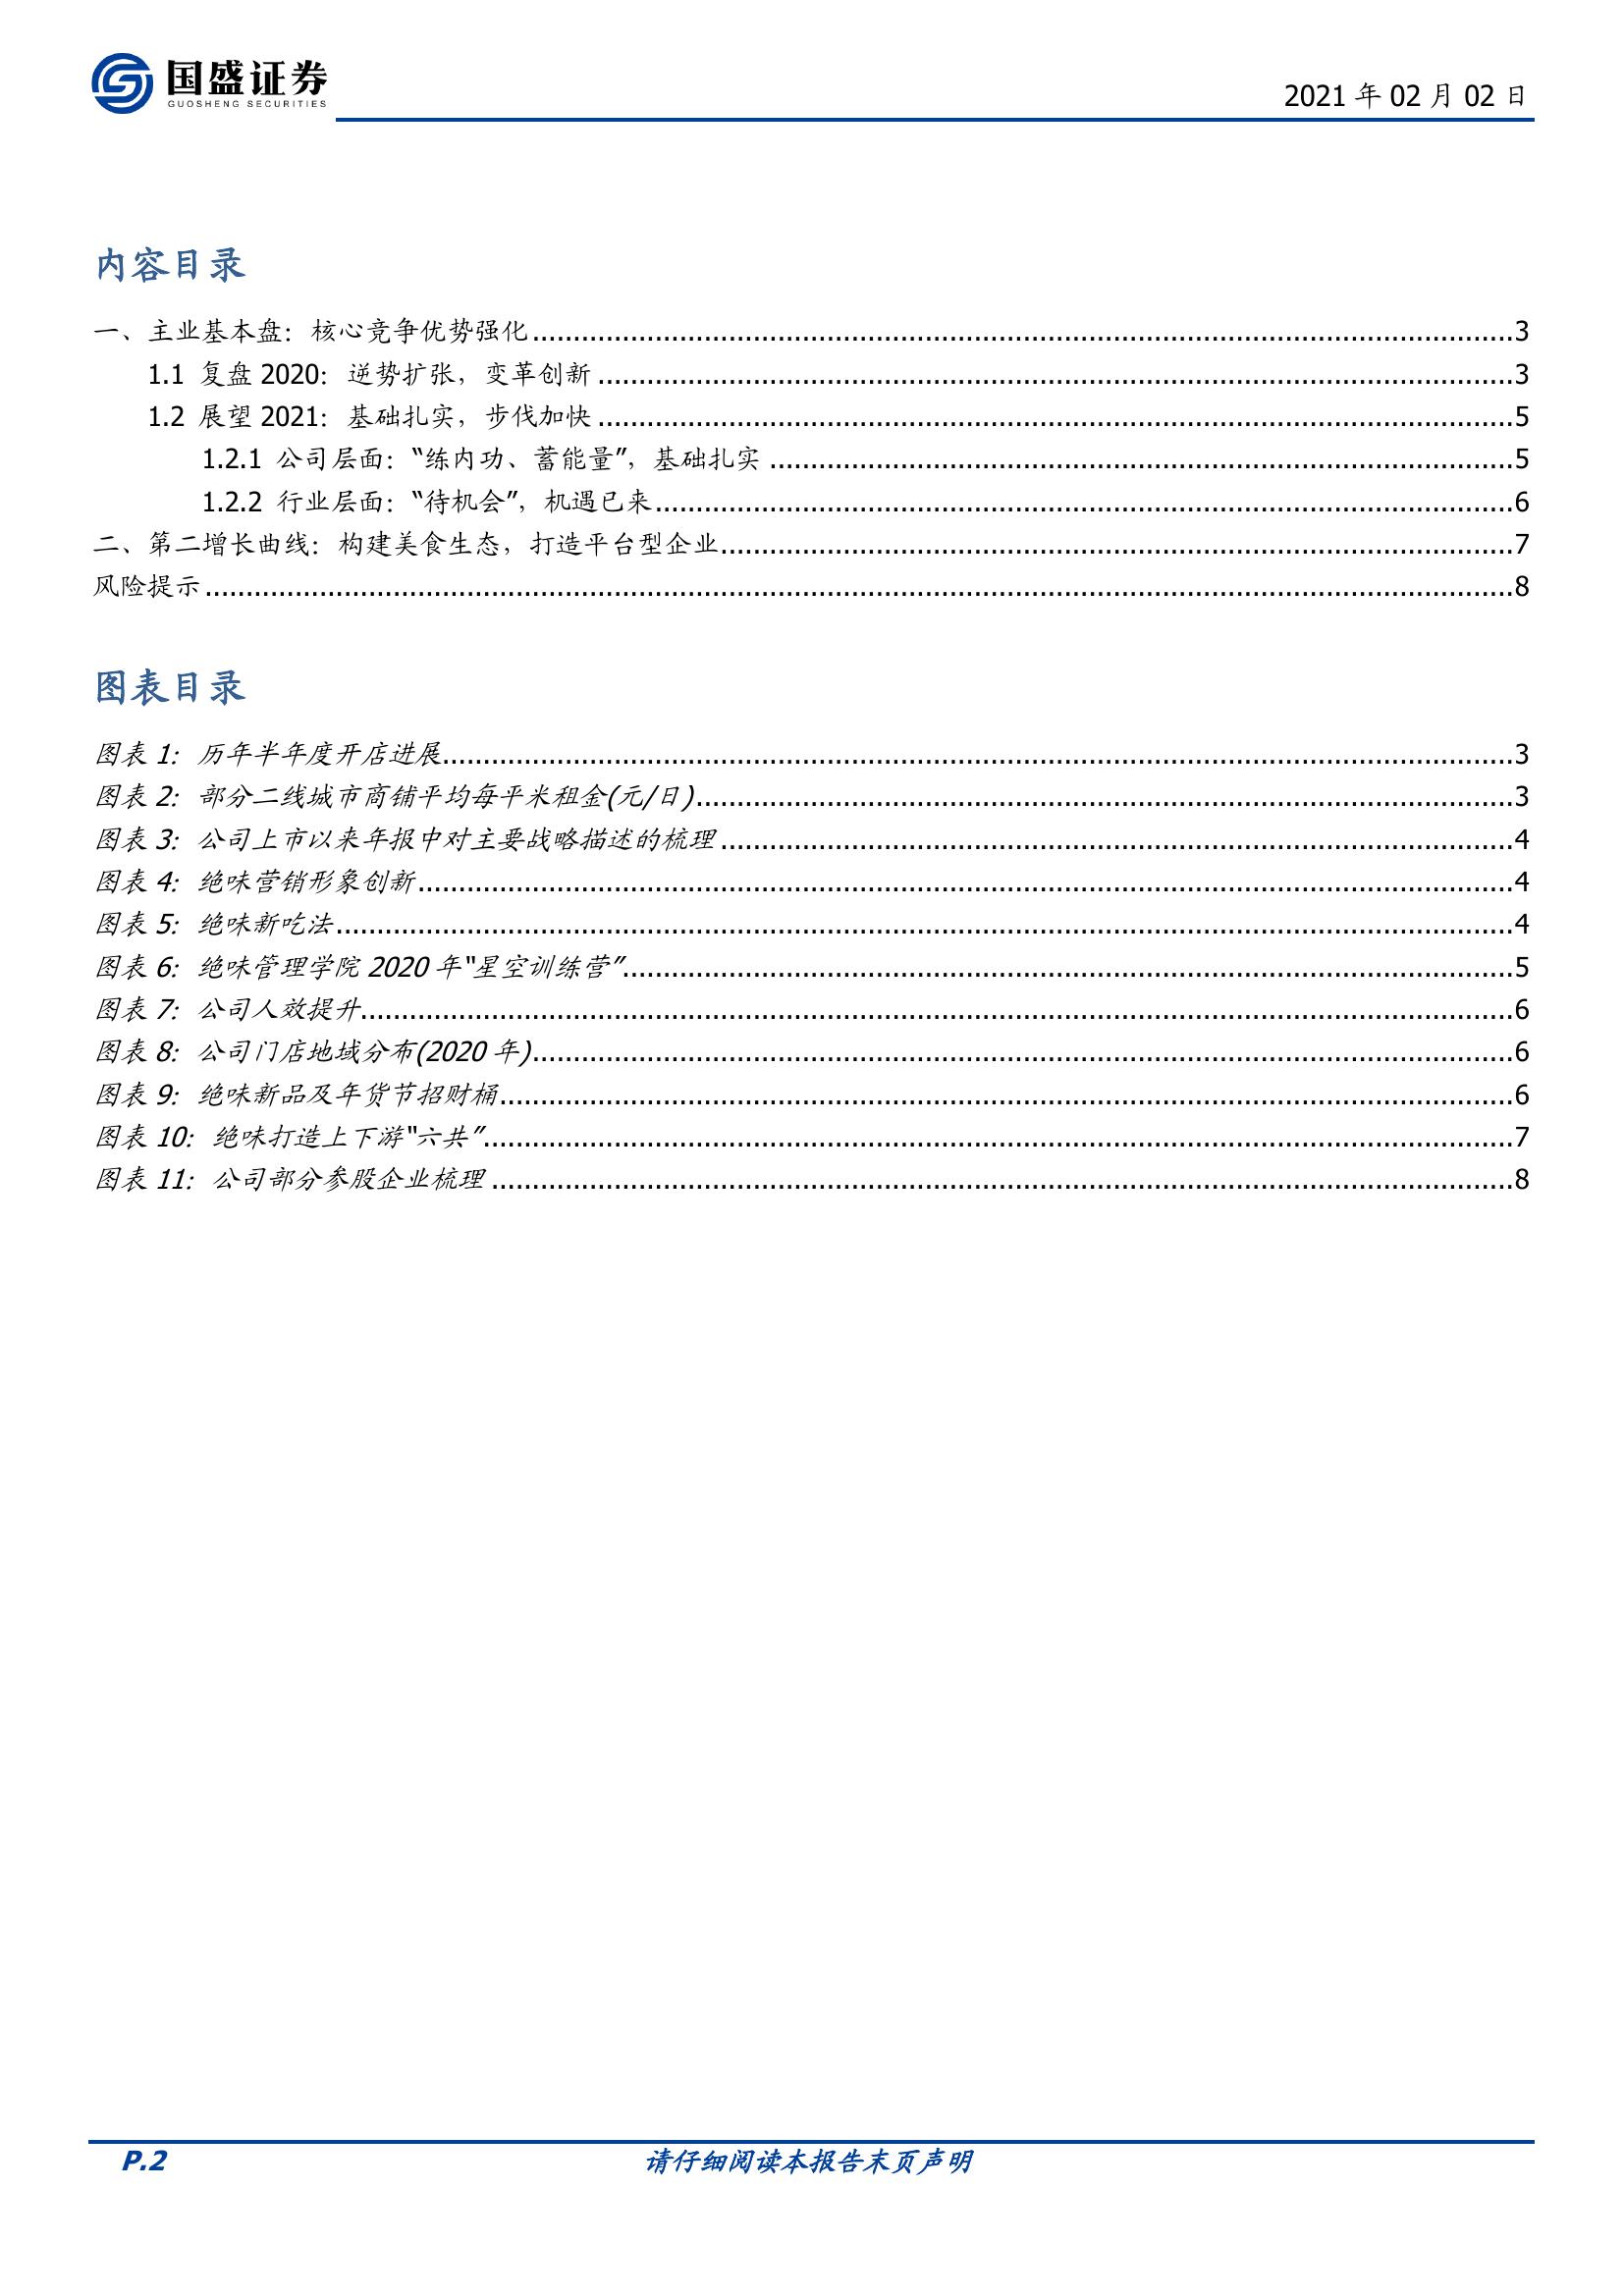 国盛证券
GUOSHENG SECURITIES
2021 年 02 月 02 日
内容目录
一、主业基本盘：核心竞争优势强化...3
1.1 复盘 2020：逆势扩张，变革创新...3
1.2 展望 2021：基础扎实，步伐加快...5
1.2.1 公司层面：“练内功、蓄能量”，基础扎实...5
1.2.2 行业层面：“待机会”，机遇已来...6
二、第二增长曲线：构建美食生态，打造平台型企业...7
风险提示...8
图表目录
图表 1：历年半年度开店进展...3
图表 2：部分二线城市商铺平均每平米租金(元/日)...3
图表 3：公司上市以来年报中对主要战略描述的梳理...4
图表 4：绝味营销形象创新...4
图表 5：绝味新吃法...4
图表 6：绝味管理学院 2020 年“星空训练营”...5
图表 7：公司人效提升...6
图表 8：公司门店地域分布(2020 年)...6
图表 9：绝味新品及年货节招财桶...6
图表 10：绝味打造上下游“六共”...7
图表 11：公司部分参股企业梳理...8
P.2
请仔细阅读本报告末页声明